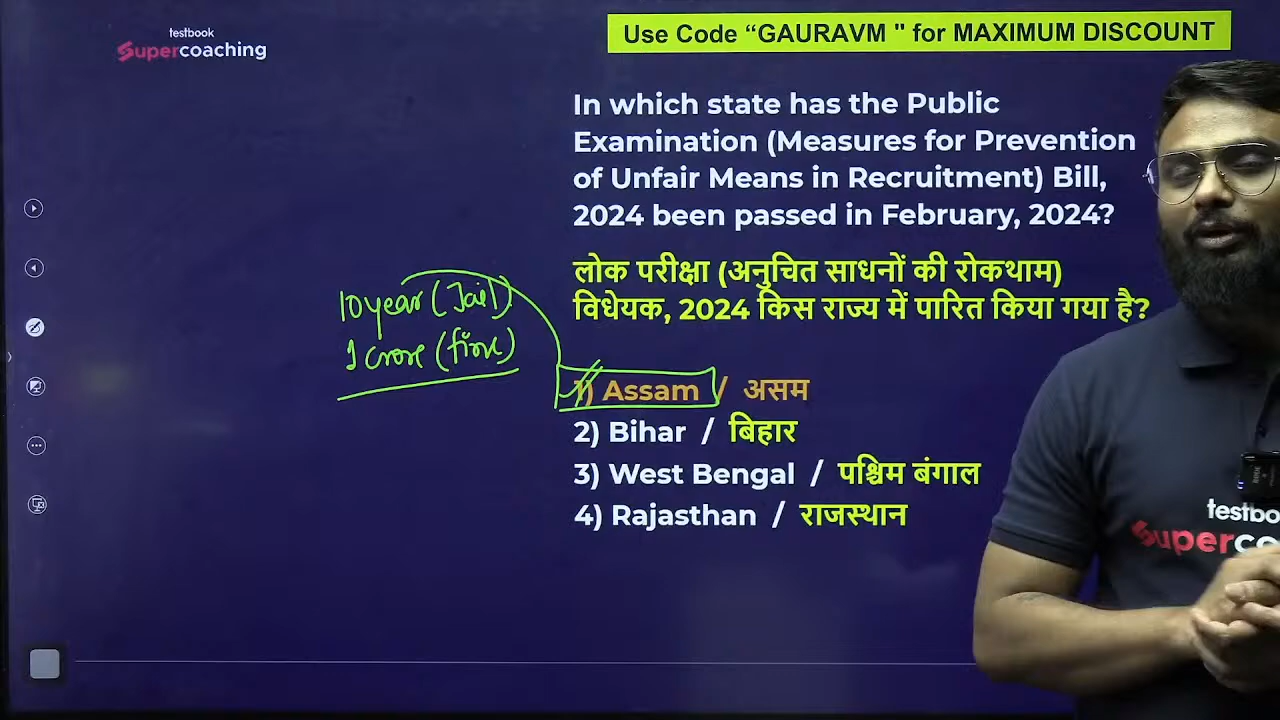 testbook
Supercoaching
Use Code “GAURAVM " for MAXIMUM DISCOUNT
In which state has the Public
Examination (Measures for Prevention
of Unfair Means in Recruitment) Bill,
2024 been passed in February, 2024?
लोक परीक्षा (अनुचित साधनों की रोकथाम)
विधेयक, 2024 किस राज्य में पारित किया गया है?
10 year (Jail)
1 crore (fine)
1) Assam / असम
2) Bihar / बिहार
3) West Bengal / पश्चिम बंगाल
4) Rajasthan / राजस्थान
testbo
Superco